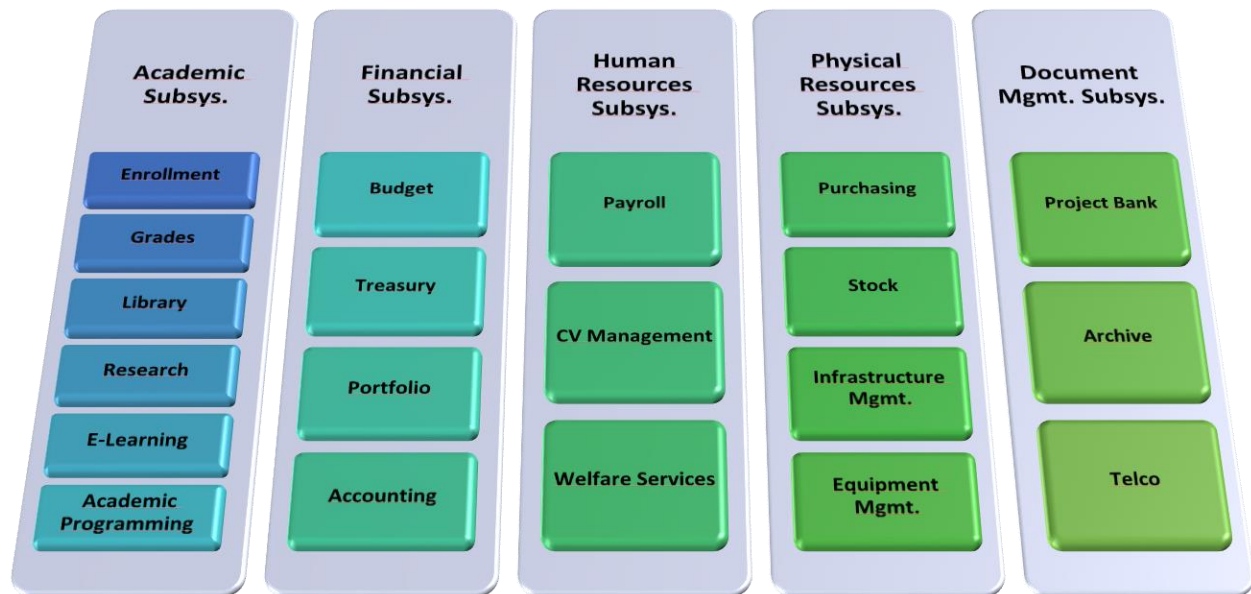 Academic
Subsys.
Enrollment
Grades
Library
Research
E-Learning
Academic
Programming
Financial
Subsys.
Budget
Treasury
Portfolio
Accounting
Human
Resources
Subsys.
Payroll
CV Management
Welfare Services
Physical
Resources
Subsys.
Purchasing
Stock
Infrastructure
Mgmt.
Equipment
Mgmt.
Document
Mgmt. Subsys.
Project Bank
Archive
Telco